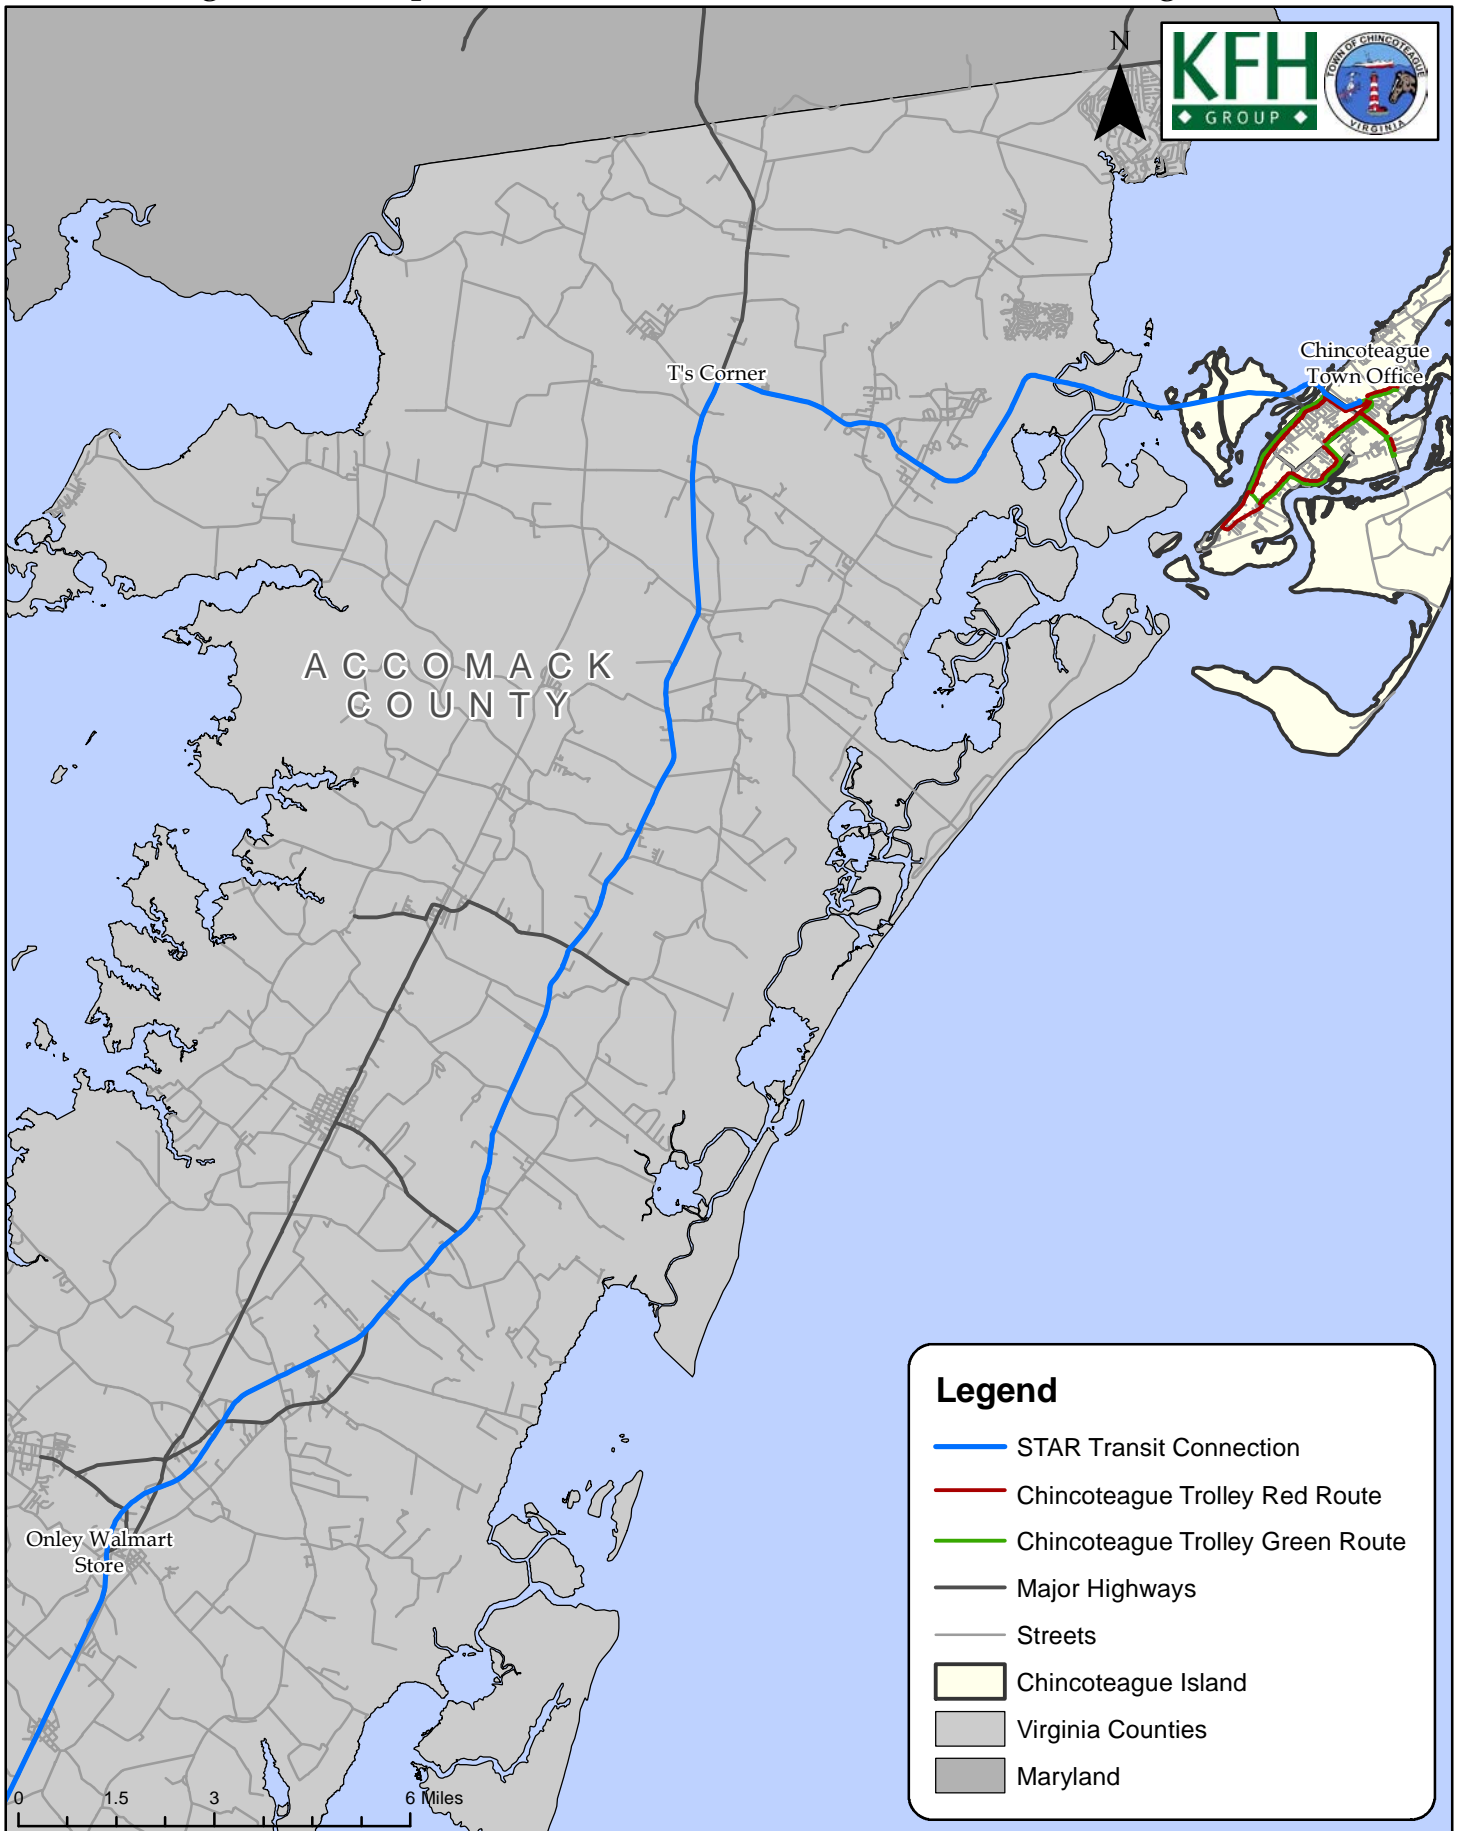 N
KFH
GROUP
TOWN OF CHINCOTEAGUE
VIRGINIA
Chincoteague
Town Office
T's Corner
ACCOMACK
COUNTY
Onley Walmart
Store
Legend
STAR Transit Connection
Chincoteague Trolley Red Route
Chincoteague Trolley Green Route
Major Highways
Streets
Chincoteague Island
Virginia Counties
Maryland
0 1.5 3 6 Miles